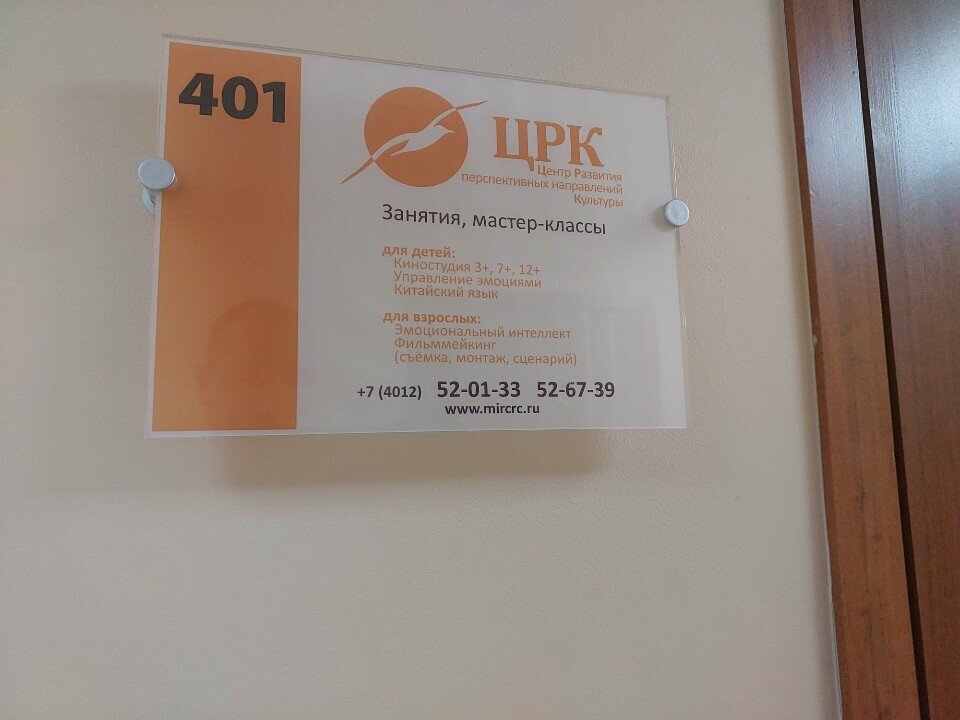 401
ЦРК
Центр Развития
перспективных направлений
Культуры
Занятия, мастер-классы
для детей:
Киностудия 3+, 7+, 12+
Управление эмоциями
Китайский язык
для взрослых:
Эмоциональный интеллект
Фильммейкинг
(съёмка, монтаж, сценарий)
+7 (4012) 52-01-33 52-67-39
www.mircrc.ru